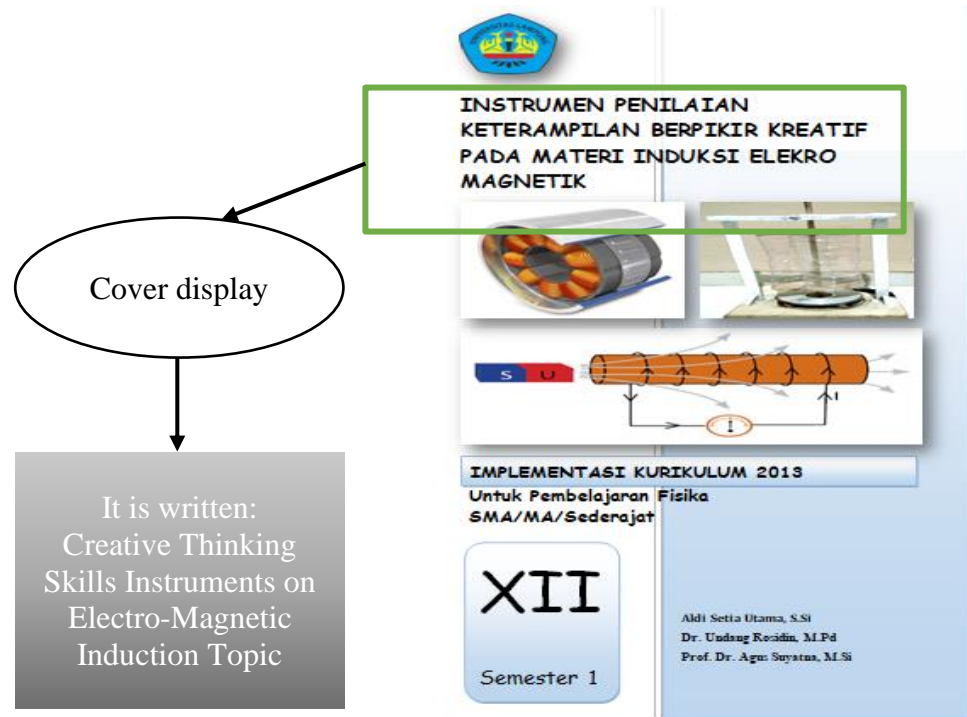 UNIVERSITAS LAMPUNG
INSTRUMEN PENILAIAN
KETERAMPILAN BERPIKIR KREATIF
PADA MATERI INDUKSI ELEKRO
MAGNETIK
Cover display
S U
I
IMPLEMENTASI KURIKULUM 2013
Untuk Pembelajaran Fisika
SMA/MA/Sederajat
It is written:
Creative Thinking
Skills Instruments on
Electro-Magnetic
Induction Topic
XII
Semester 1
Aldi Setia Utama, S.Si
Dr. Undang Rosidin, M.Pd
Prof. Dr. Agus Suyatna, M.Si